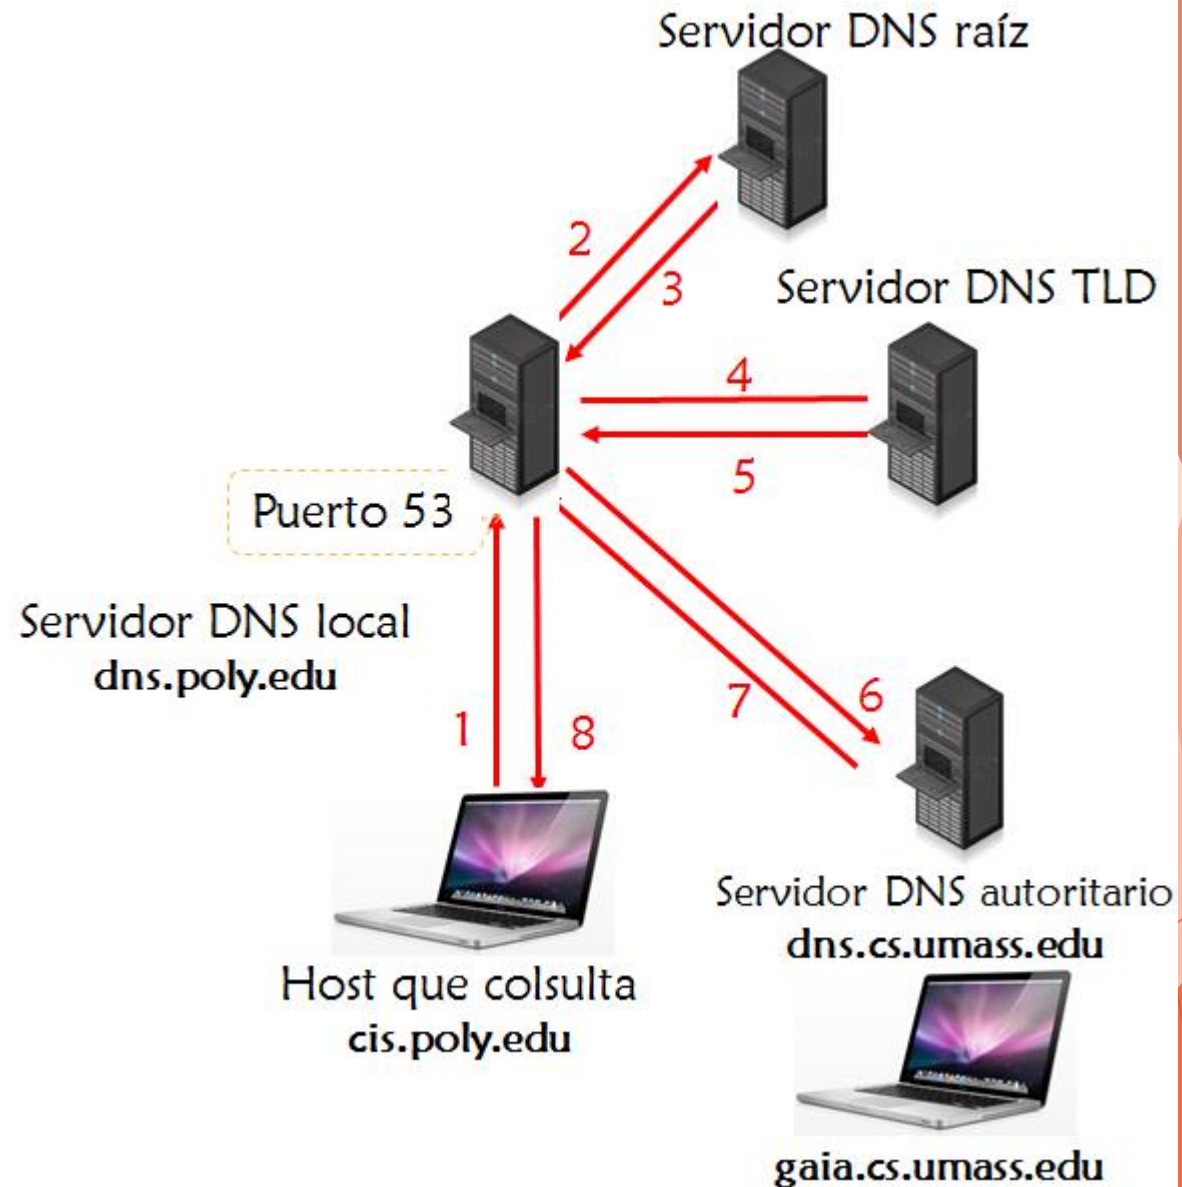 Servidor DNS raíz
2
3
Servidor DNS TLD
4
5
Puerto 53
Servidor DNS local
dns.poly.edu
1
8
7
6
Servidor DNS autoritario
dns.cs.umass.edu
Host que colsulta
cis.poly.edu
gaia.cs.umass.edu